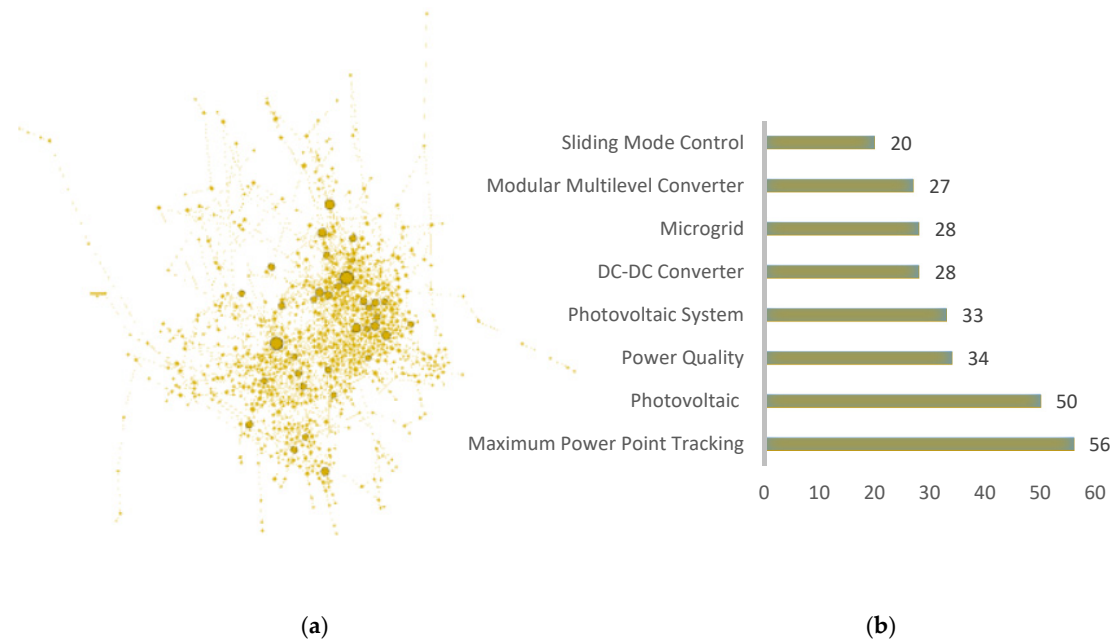 Sliding Mode Control 20
Modular Multilevel Converter 27
Microgrid 28
DC-DC Converter 28
Photovoltaic System 33
Power Quality 34
Photovoltaic 50
Maximum Power Point Tracking 56
0 10 20 30 40 50 60
(a) (b)